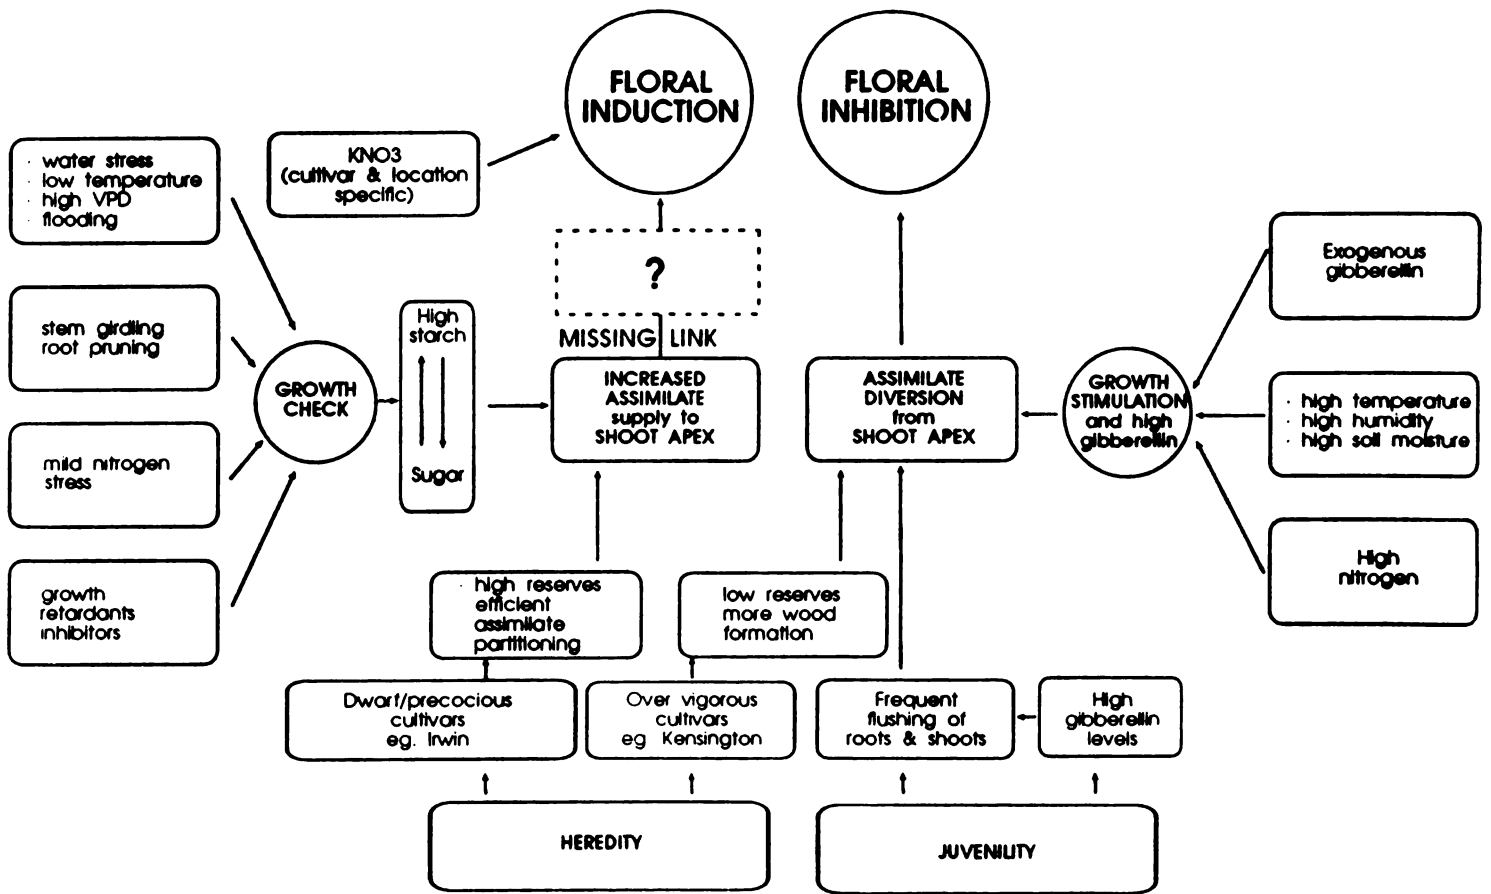 FLORAL
INDUCTION
FLORAL
INHIBITION
· water stress
· low temperature
· high VPD
· flooding
KNO3
(cultivar & location
specific)
?
MISSING LINK
Exogenous
gibberellin
stem girdling
root pruning
GROWTH
CHECK
High
starch
Sugar
INCREASED
ASSIMILATE
supply to
SHOOT APEX
ASSIMILATE
DIVERSION
from
SHOOT APEX
GROWTH
STIMULATION
and high
gibberellin
· high temperature
· high humidity
· high soil moisture
mild nitrogen
stress
High
nitrogen
growth
retardants
inhibitors
· high reserves
efficient
assimilate
partitioning
low reserves
more wood
formation
Dwarf/precocious
cultivars
eg. Irwin
Over vigorous
cultivars
eg Kensington
Frequent
flushing of
roots & shoots
High
gibberellin
levels
HEREDITY
JUVENILITY